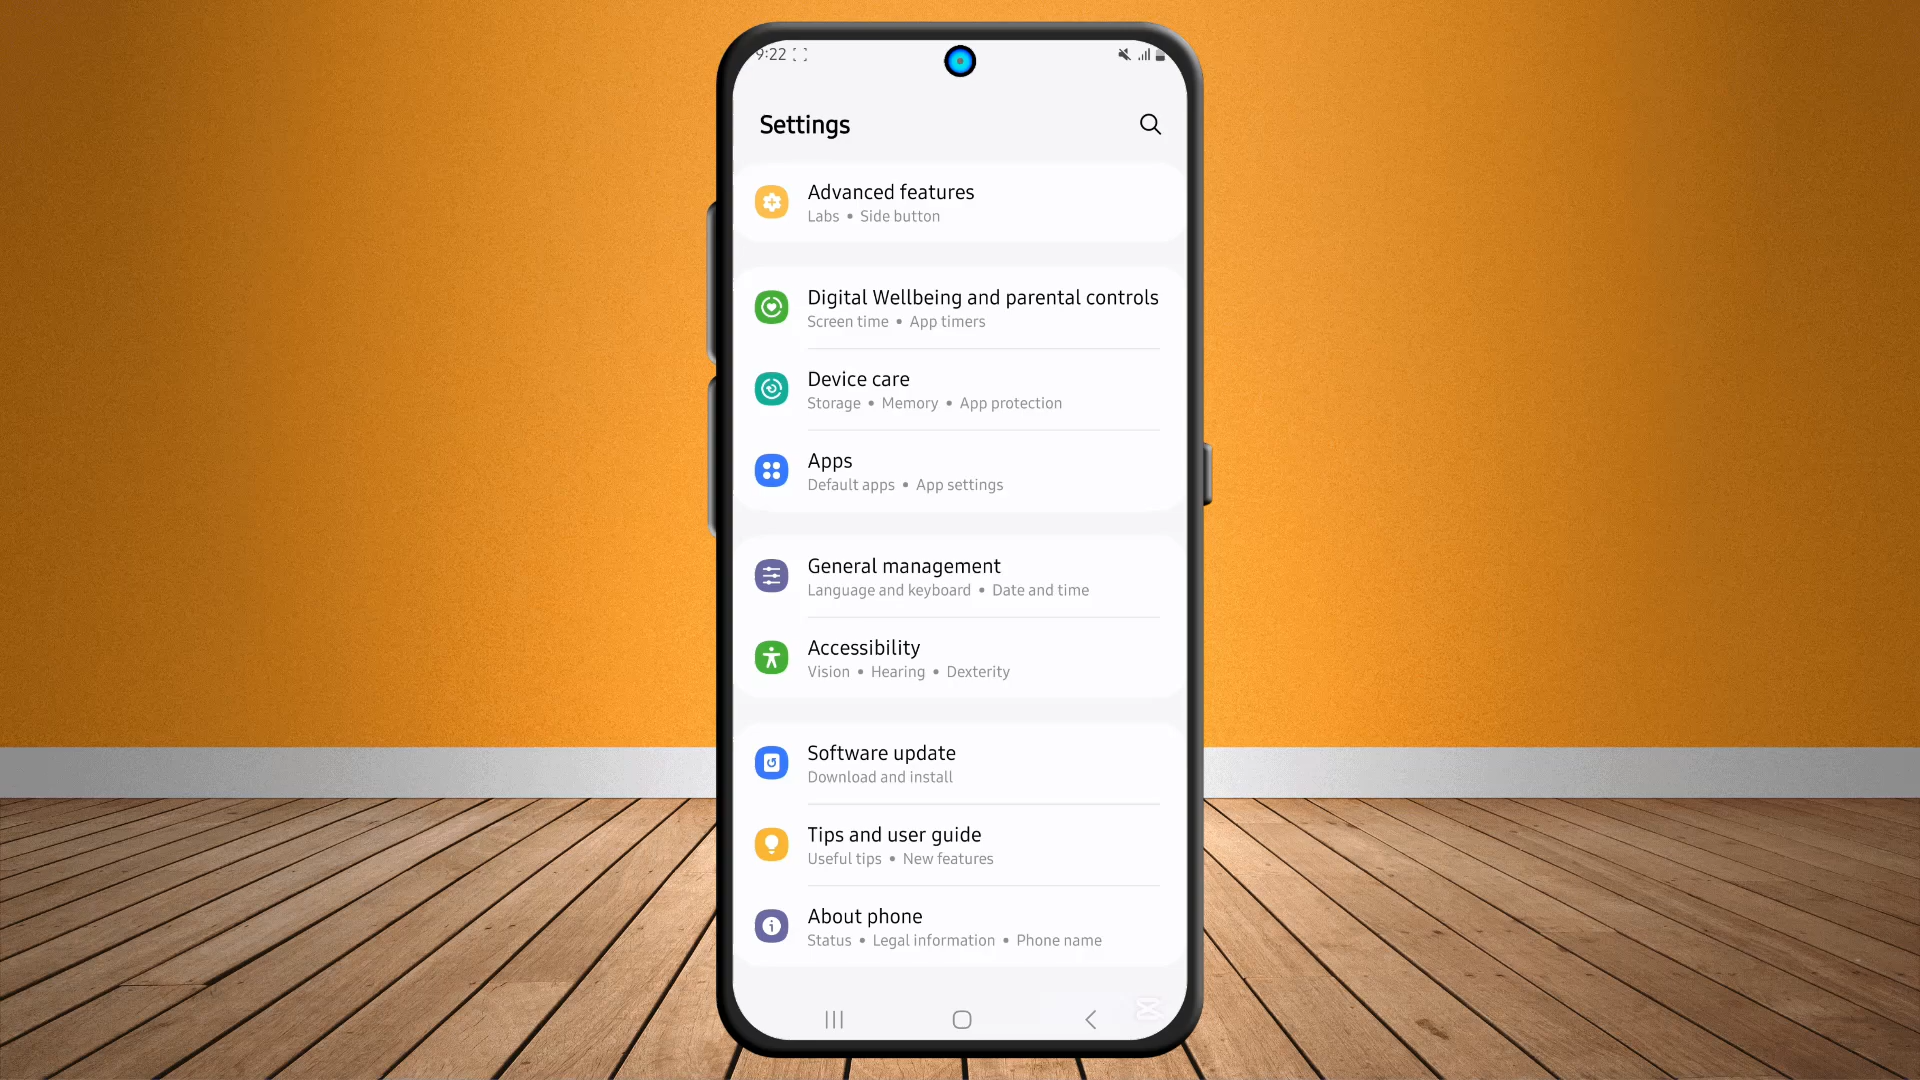 9:22
Settings
Advanced features
Labs • Side button
Digital Wellbeing and parental controls
Screen time • App timers
Device care
Storage • Memory • App protection
Apps
Default apps • App settings
General management
Language and keyboard • Date and time
Accessibility
Vision • Hearing • Dexterity
Software update
Download and install
Tips and user guide
Useful tips • New features
About phone
Status • Legal information • Phone name